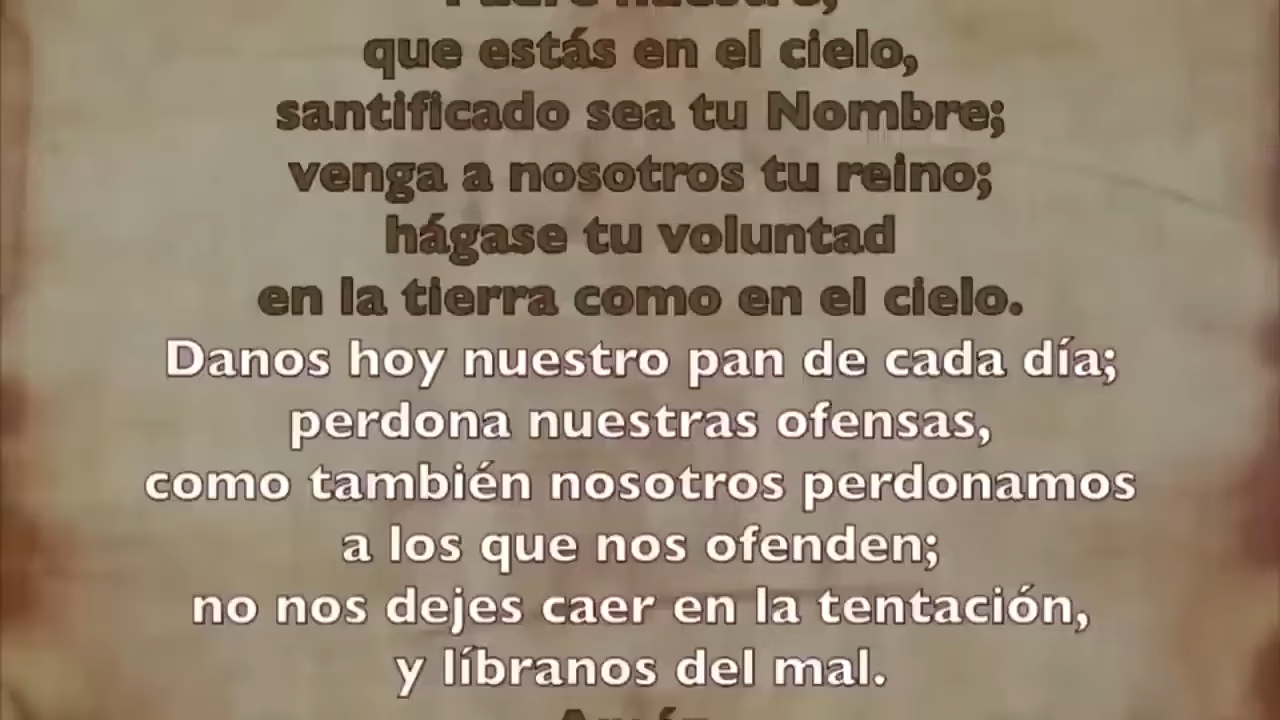 Padre nuestro,
que estás en el cielo,
santificado sea tu Nombre;
venga a nosotros tu reino;
hágase tu voluntad
en la tierra como en el cielo.
Danos hoy nuestro pan de cada día;
perdona nuestras ofensas,
como también nosotros perdonamos
a los que nos ofenden;
no nos dejes caer en la tentación,
y líbranos del mal.